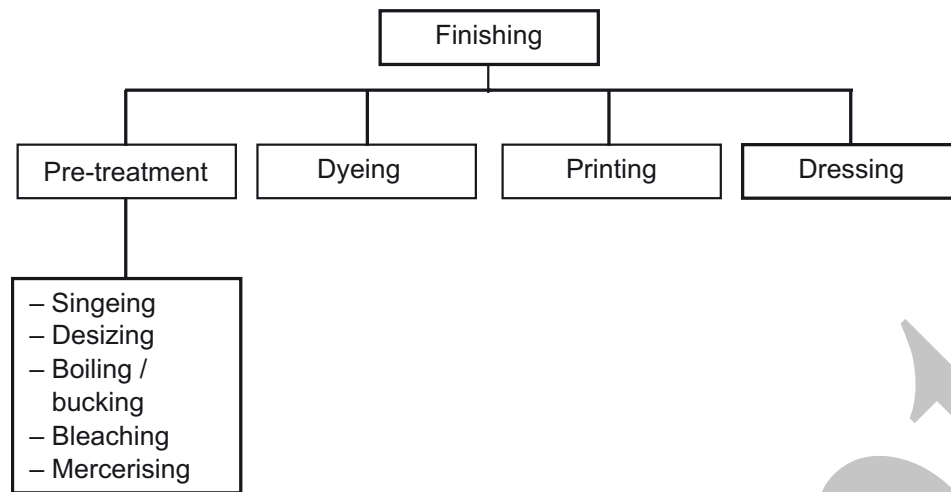 Finishing
Pre-treatment
Dyeing
Printing
Dressing
– Singeing
– Desizing
– Boiling /
bucking
– Bleaching
– Mercerising